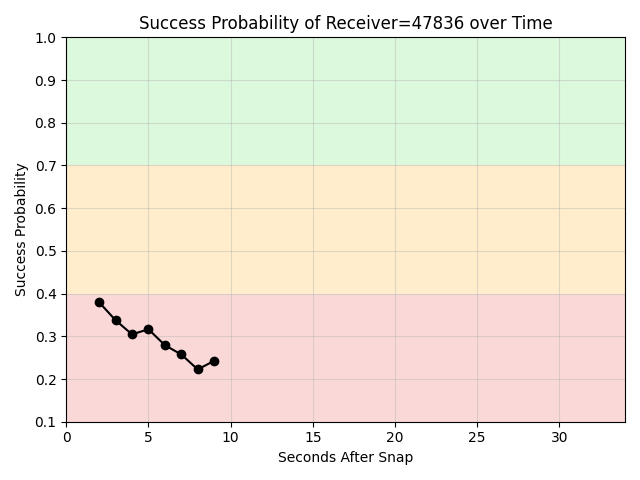 Success Probability of Receiver=47836 over Time
1.0
0.9
0.8
0.7
0.6
0.5
0.4
0.3
0.2
0.1
Success Probability
0 5 10 15 20 25 30
Seconds After Snap